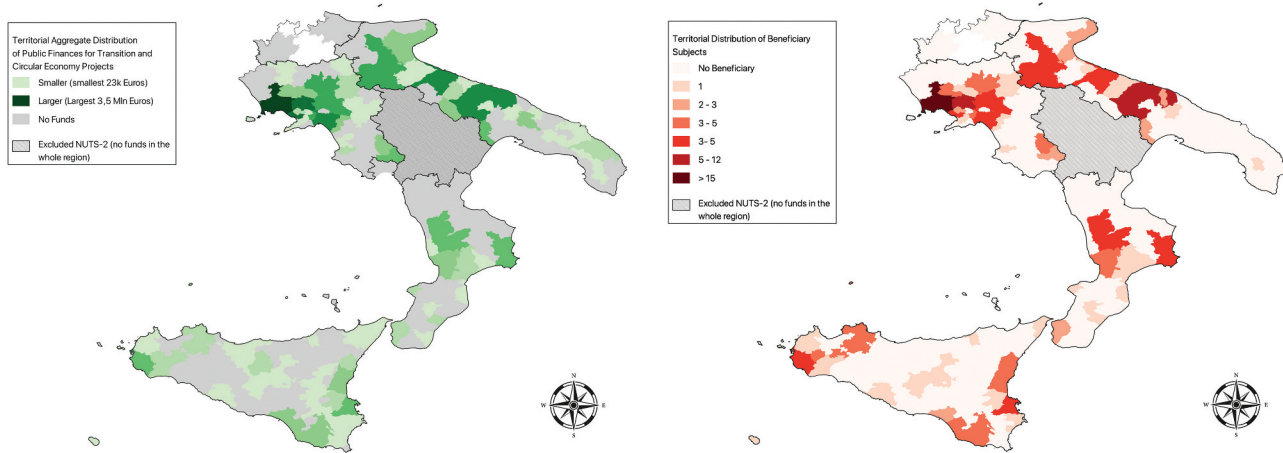 Territorial Aggregate Distribution
of Public Finances for Transition and
Circular Economy Projects
Smaller (smallest 23k Euros)
Larger (Largest 3,5 Mln Euros)
No Funds
Excluded NUTS-2 (no funds in the
whole region)
N
W E
S
Territorial Distribution of Beneficiary
Subjects
No Beneficiary
1
2 - 3
3 - 5
3- 5
5 - 12
> 15
Excluded NUTS-2 (no funds in the
whole region)
N
W E
S